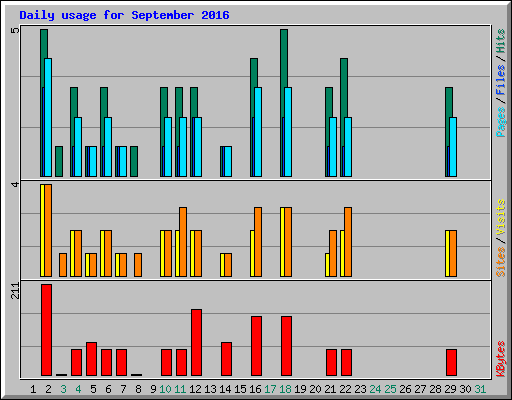 Daily usage for September 2016
5
4
211
Pages/Files/Hits
Sites/Visits
KBytes
1 2 3 4 5 6 7 8 9 10 11 12 13 14 15 16 17 18 19 20 21 22 23 24 25 26 27 28 29 30 31